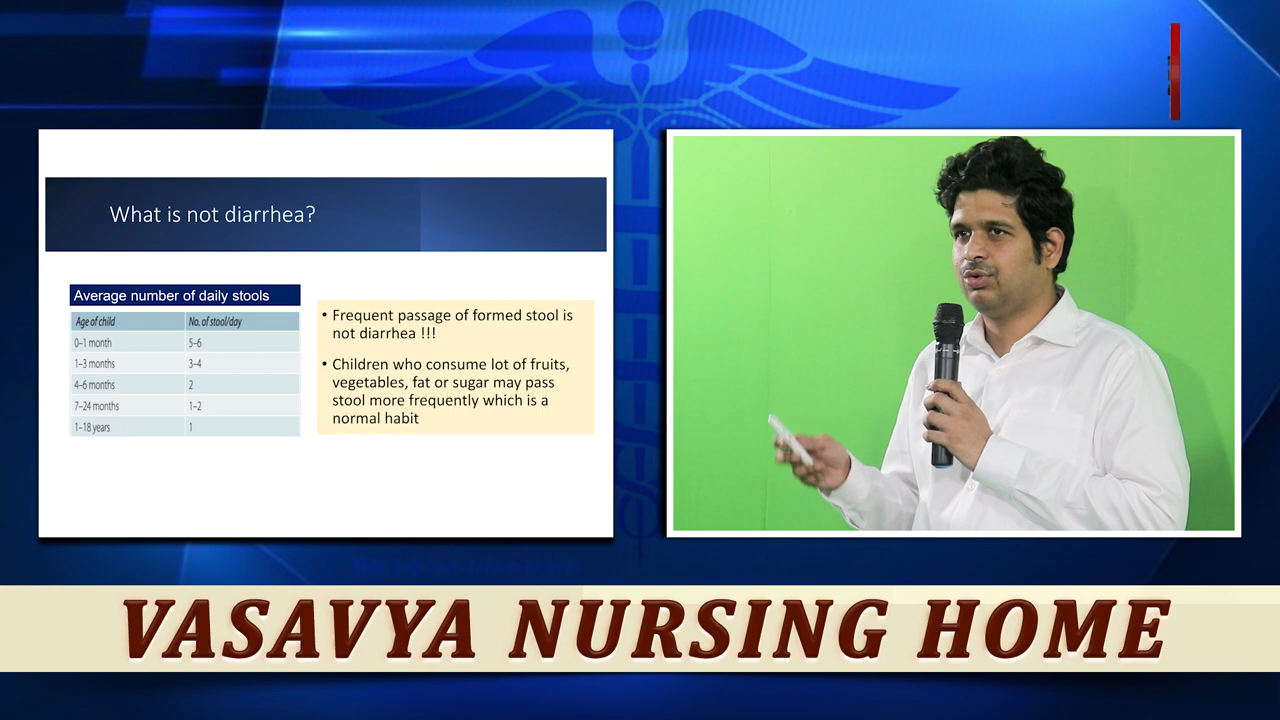 What is not diarrhea?
Average number of daily stools
Age of child No. of stool/day
0–1 month 5–6
1–3 months 3–4
4–6 months 2
7–24 months 1–2
1–18 years 1
• Frequent passage of formed stool is
not diarrhea !!!
• Children who consume lot of fruits,
vegetables, fat or sugar may pass
stool more frequently which is a
normal habit
VASAVYA NURSING HOME